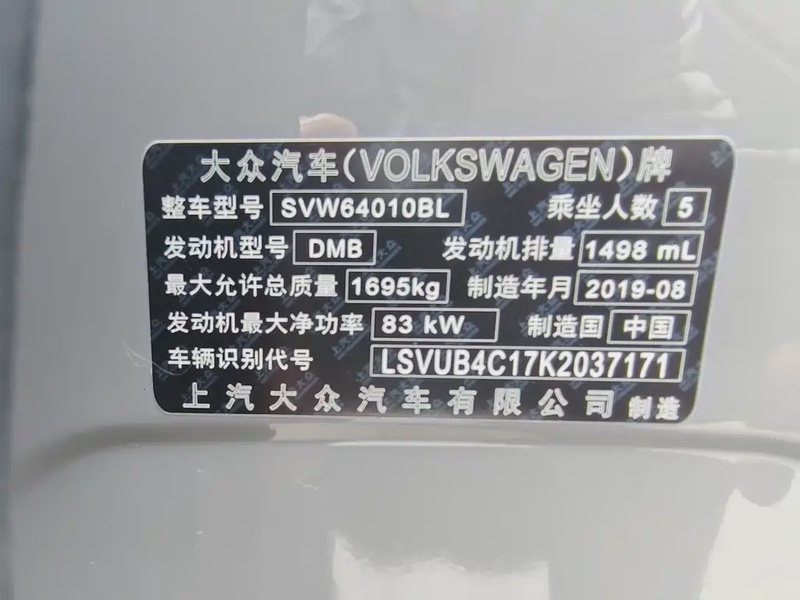 大众汽车(VOLKSWAGEN)牌
整车型号 SVW64010BL 乘坐人数 5
发动机型号 DMB 发动机排量 1498 mL
最大允许总质量 1695kg 制造年月 2019-08
发动机最大净功率 83 kW 制造国 中国
车辆识别代号 LSVUB4C17K2037171
上汽大众汽车有限公司 制造